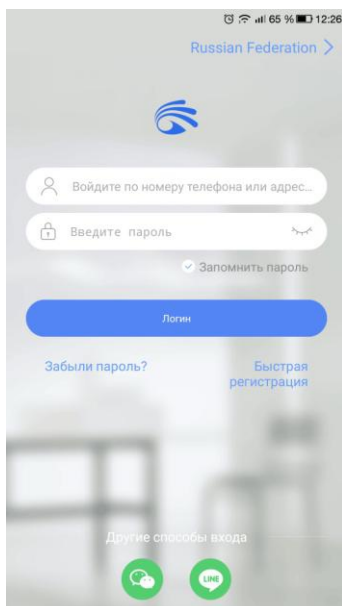 65 % 12:26
Russian Federation >
Войдите по номеру телефона или адрес...
Введите пароль
Запомнить пароль
Логин
Забыли пароль?
Быстрая
регистрация
Другие способы входа
LINE